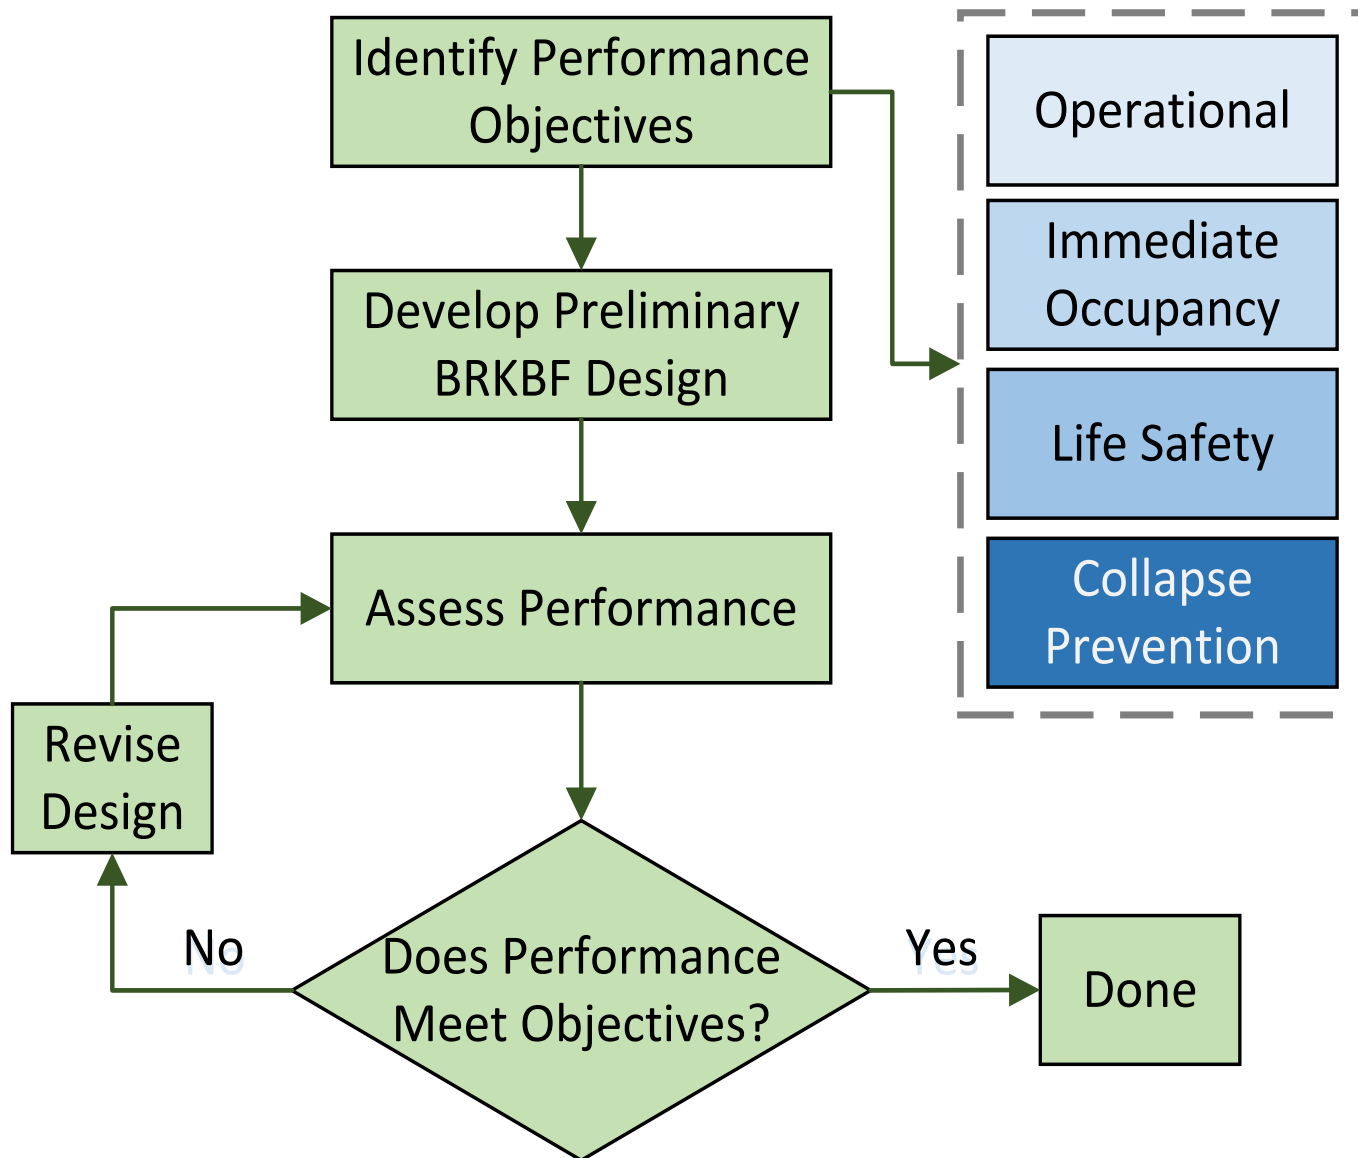 Identify Performance
Objectives
Operational
Immediate
Occupancy
Develop Preliminary
BRKBF Design
Life Safety
Collapse
Prevention
Assess Performance
Revise
Design
No
Does Performance
Meet Objectives?
Yes
Done